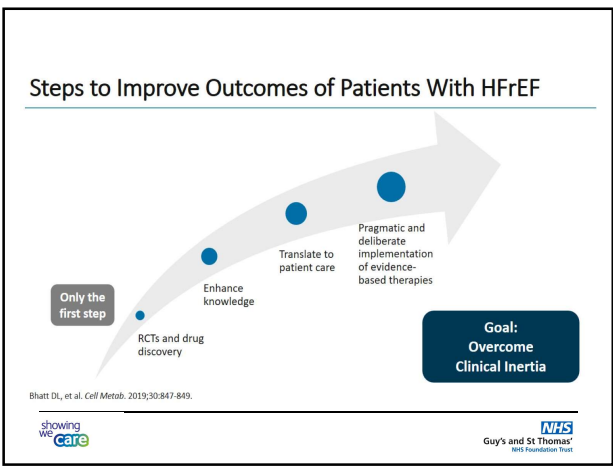 Steps to Improve Outcomes of Patients With HFrEF
Only the
first step
RCTs and drug
discovery
Enhance
knowledge
Translate to
patient care
Pragmatic and
deliberate
implementation
of evidence-
based therapies
Goal:
Overcome
Clinical Inertia
Bhatt DL, et al. Cell Metab. 2019;30:847-849.
showing
we care
NHS
Guy's and St Thomas'
NHS Foundation Trust